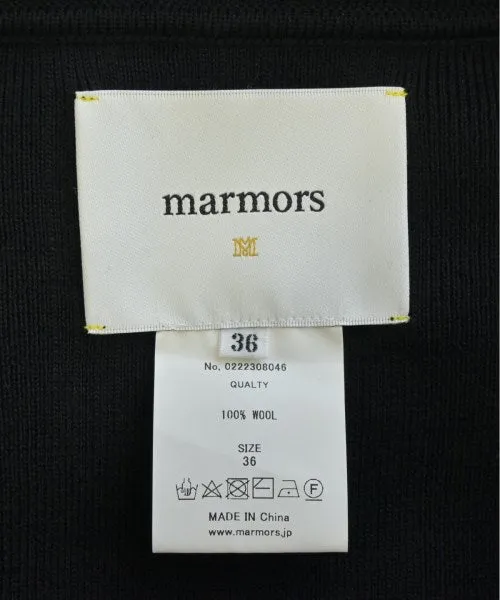 marmors
M
36
No, 0222308046
QUALTY
100% WOOL
SIZE
36
F
MADE IN China
www.marmors.jp